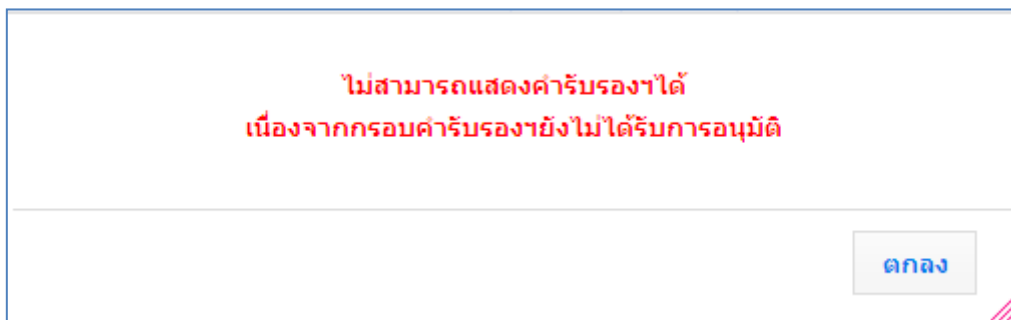 ไม่สามารถแสดงคำรับรองฯได้
เนื่องจากกรอบคำรับรองฯยังไม่ได้รับการอนุมัติ
ตกลง